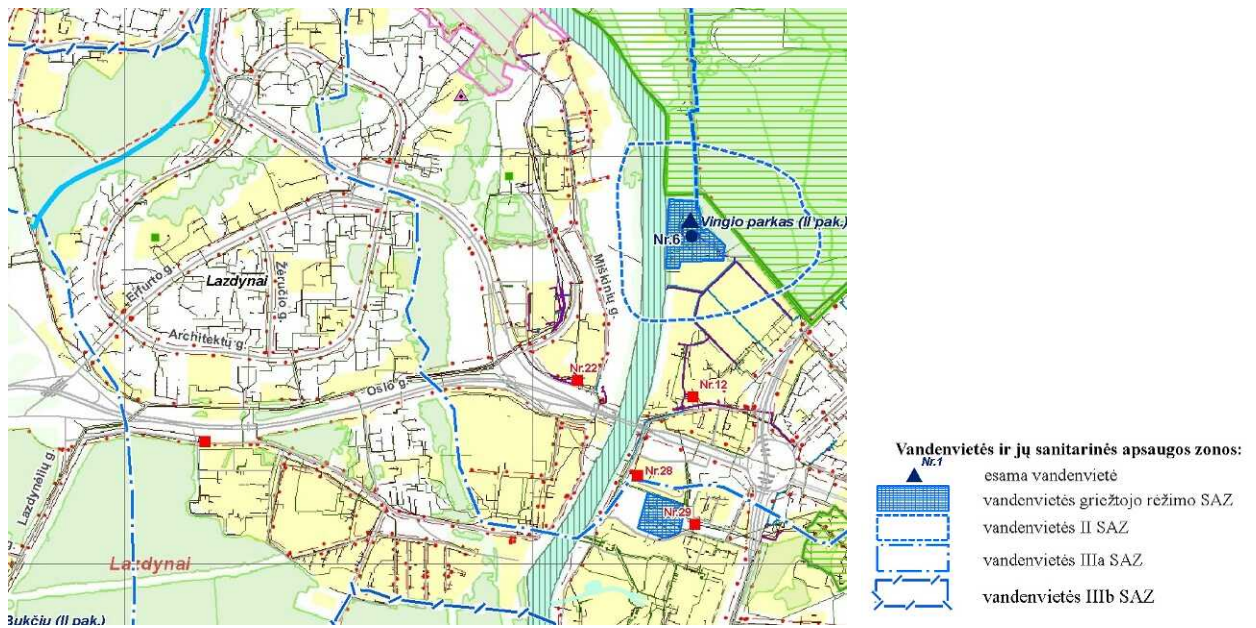 Vingio parkas (II pak.)
Nr.6
Erfurto g.
Lazdynai
Žėručio g.
Miškinių g.
Architektų g.
Oslo g.
Nr.22
Nr.12
Lazdynėlių g.
Nr.28
Nr.29
Lazdynai
Bukčių (II pak.)
Vandenvietės ir jų sanitarinės apsaugos zonos:
Nr.1
esama vandenvietė
vandenvietės griežtojo rėžimo SAZ
vandenvietės II SAZ
vandenvietės IIIa SAZ
vandenvietės IIIb SAZ